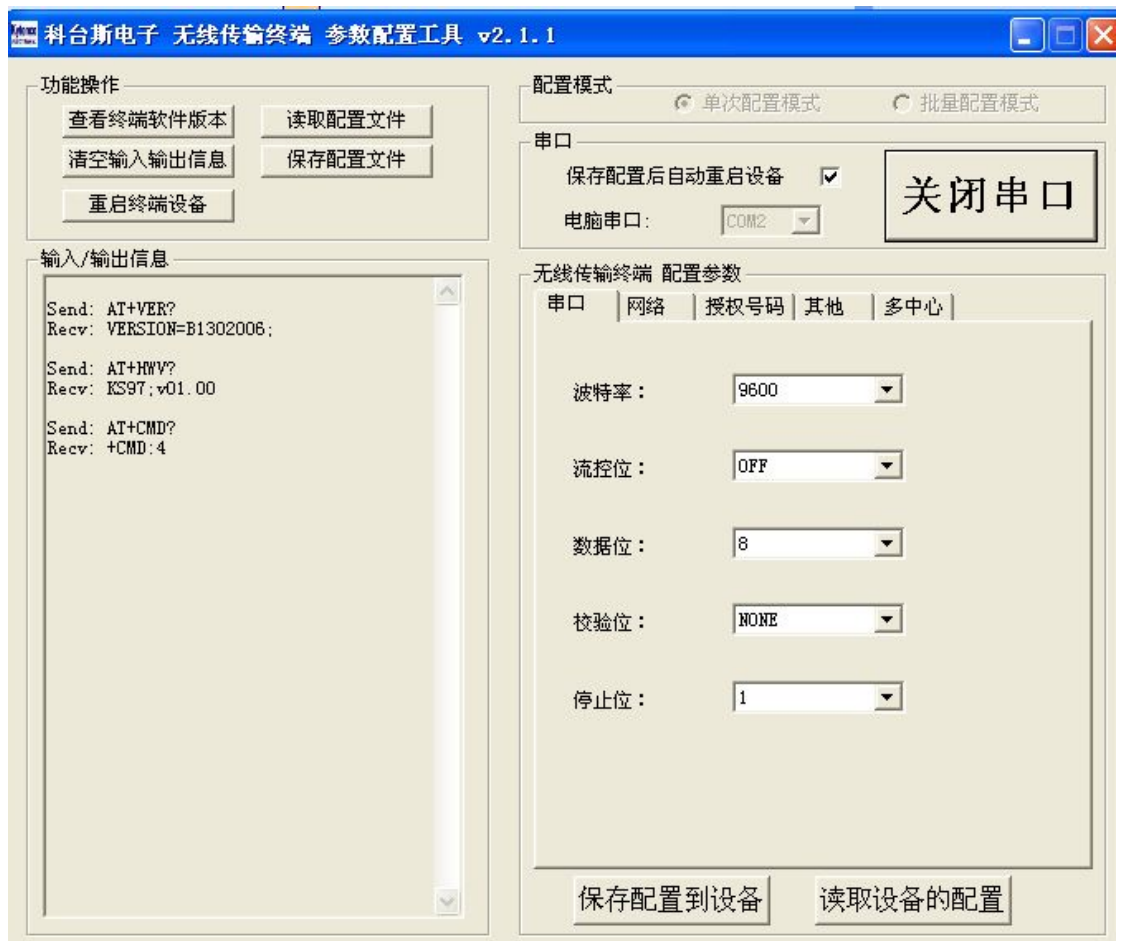 科台斯电子 无线传输终端 参数配置工具 v2.1.1
功能操作
查看终端软件版本
读取配置文件
清空输入输出信息
保存配置文件
重启终端设备
输入/输出信息
Send: AT+VER?
Recv: VERSION=B1302006;
Send: AT+HWV?
Recv: KS97;v01.00
Send: AT+CMD?
Recv: +CMD:4
配置模式
单次配置模式 批量配置模式
串口
保存配置后自动重启设备
电脑串口: COM2
关闭串口
无线传输终端 配置参数
串口 网络 授权号码 其他 多中心
波特率： 9600
流控位： OFF
数据位： 8
校验位： NONE
停止位： 1
保存配置到设备 读取设备的配置